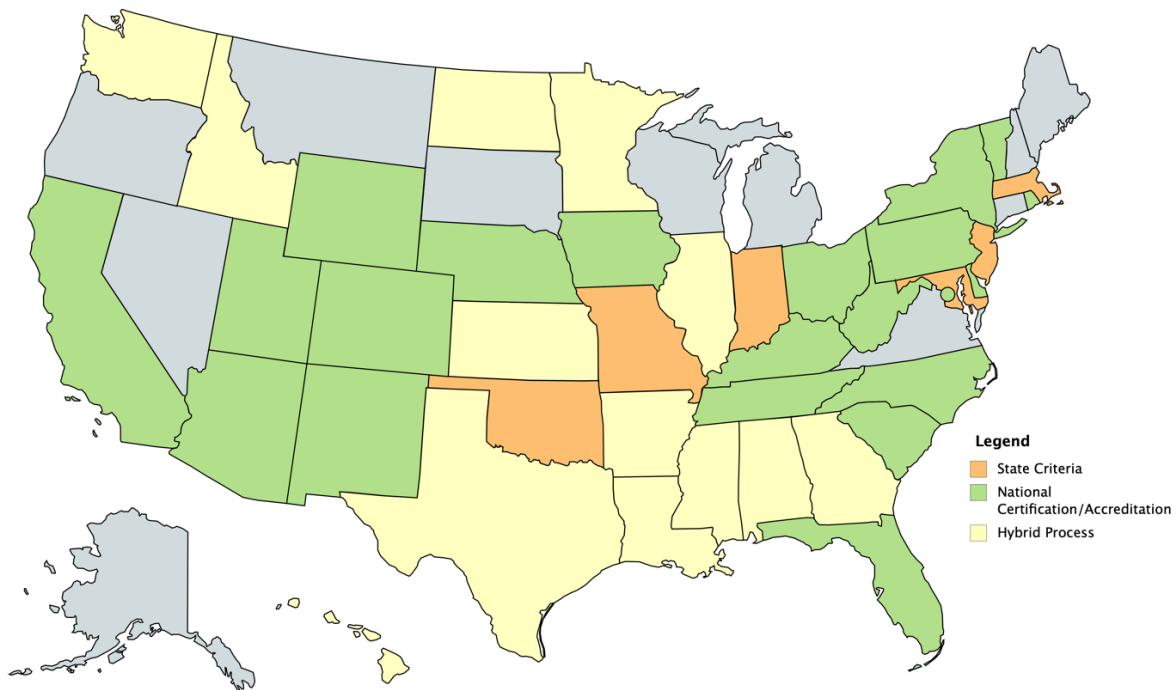 Legend
State Criteria
National
Certification/Accreditation
Hybrid Process